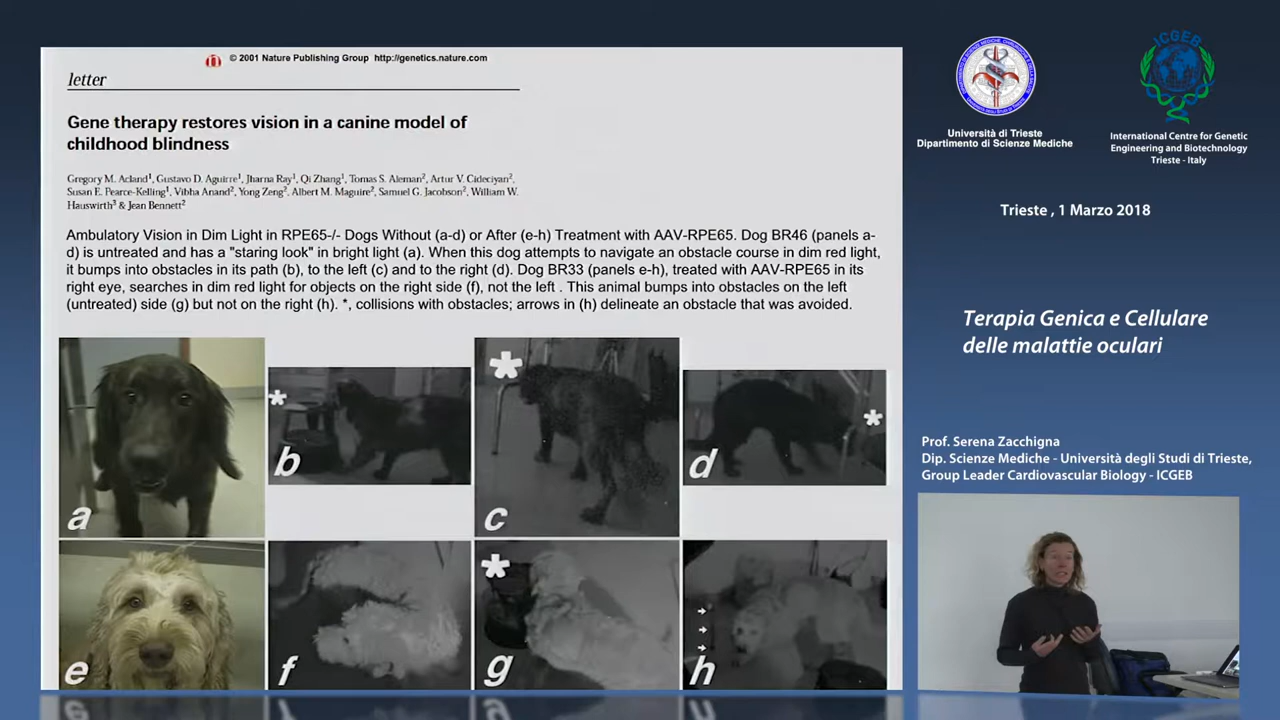 © 2001 Nature Publishing Group http://genetics.nature.com
letter
Gene therapy restores vision in a canine model of
childhood blindness
Gregory M. Acland1, Gustavo D. Aguirre1, Jharna Ray1, Qi Zhang1, Tomas S. Aleman2, Artur V. Cideciyan2,
Susan E. Pearce-Kelling1, Vibha Anand2, Yong Zeng2, Albert M. Maguire2, Samuel G. Jacobson2, William W.
Hauswirth3 & Jean Bennett2
Ambulatory Vision in Dim Light in RPE65-/- Dogs Without (a-d) or After (e-h) Treatment with AAV-RPE65. Dog BR46 (panels a-
d) is untreated and has a "staring look" in bright light (a). When this dog attempts to navigate an obstacle course in dim red light,
it bumps into obstacles in its path (b), to the left (c) and to the right (d). Dog BR33 (panels e-h), treated with AAV-RPE65 in its
right eye, searches in dim red light for objects on the right side (f), not the left . This animal bumps into obstacles on the left
(untreated) side (g) but not on the right (h). *, collisions with obstacles; arrows in (h) delineate an obstacle that was avoided.
* * *
a b c d
*
e f g h
ICGEB
Università di Trieste
Dipartimento di Scienze Mediche
International Centre for Genetic
Engineering and Biotechnology
Trieste - Italy
Trieste , 1 Marzo 2018
Terapia Genica e Cellulare
delle malattie oculari
Prof. Serena Zacchigna
Dip. Scienze Mediche - Università degli Studi di Trieste,
Group Leader Cardiovascular Biology - ICGEB